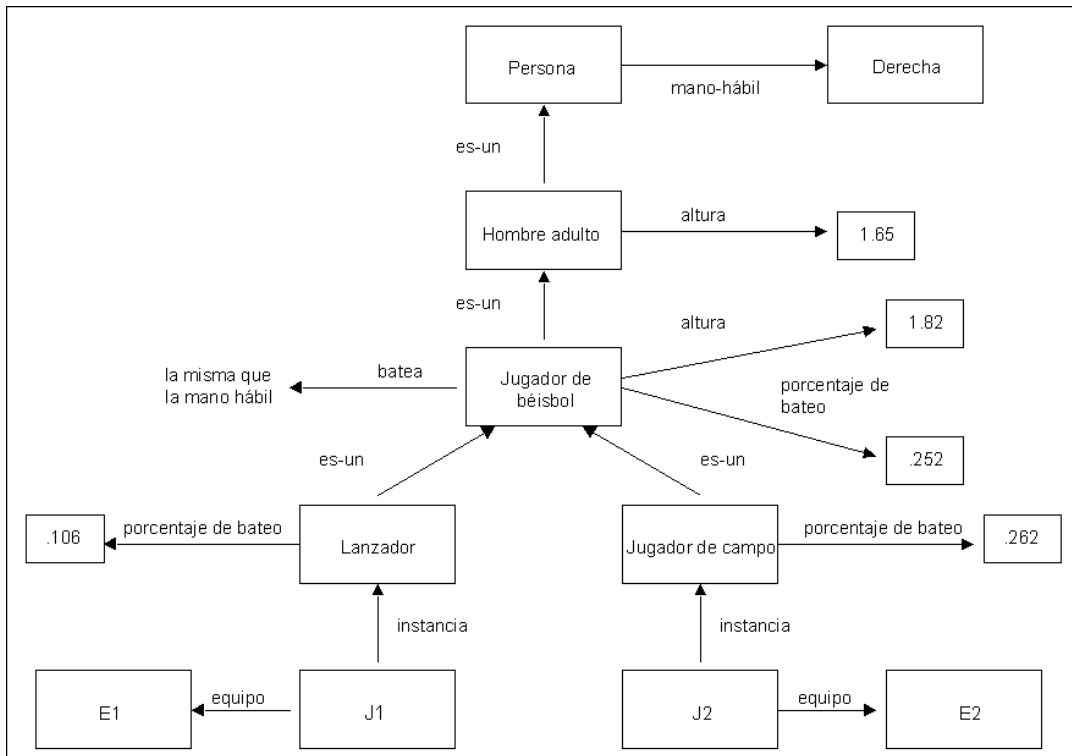 Persona
mano-hábil
Derecha
es-un
Hombre adulto
altura
1.65
es-un
altura
1.82
la misma que
la mano hábil
batea
Jugador de
béisbol
porcentaje de
bateo
.252
es-un
es-un
.106
porcentaje de bateo
Lanzador
Jugador de campo
porcentaje de bateo
.262
instancia
instancia
E1
equipo
J1
J2
equipo
E2